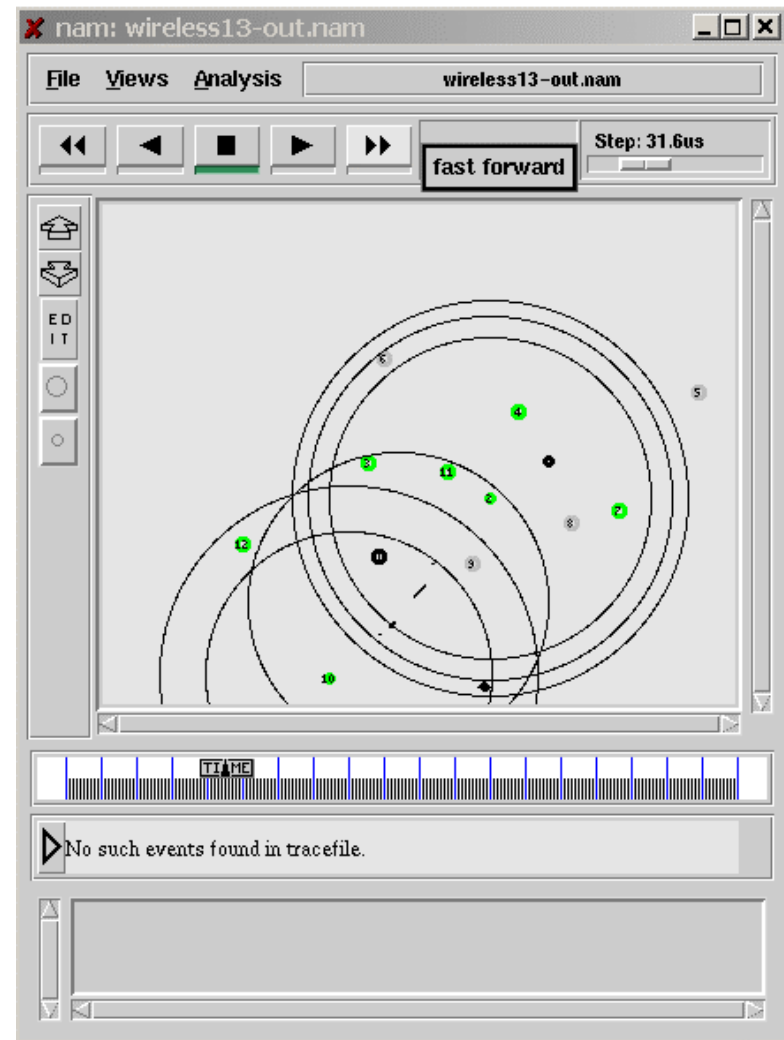 nam: wireless13-out.nam
File Views Analysis wireless13-out.nam
Step: 31.6us
fast forward
ED
IT
6
5
4
3
11
2
7
8
12
9
10
TIME
No such events found in tracefile.